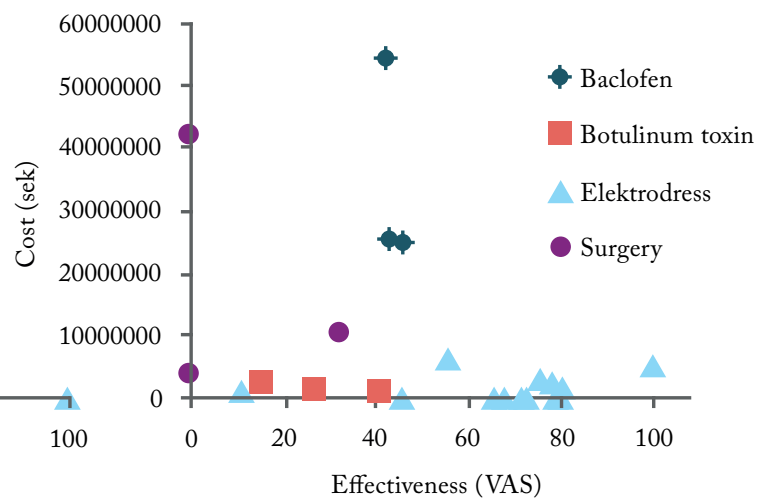 60000000
50000000
40000000
30000000
20000000
10000000
0
Cost (sek)
Baclofen
Botulinum toxin
Elektrodress
Surgery
100
0
20
40
60
80
100
Effectiveness (VAS)